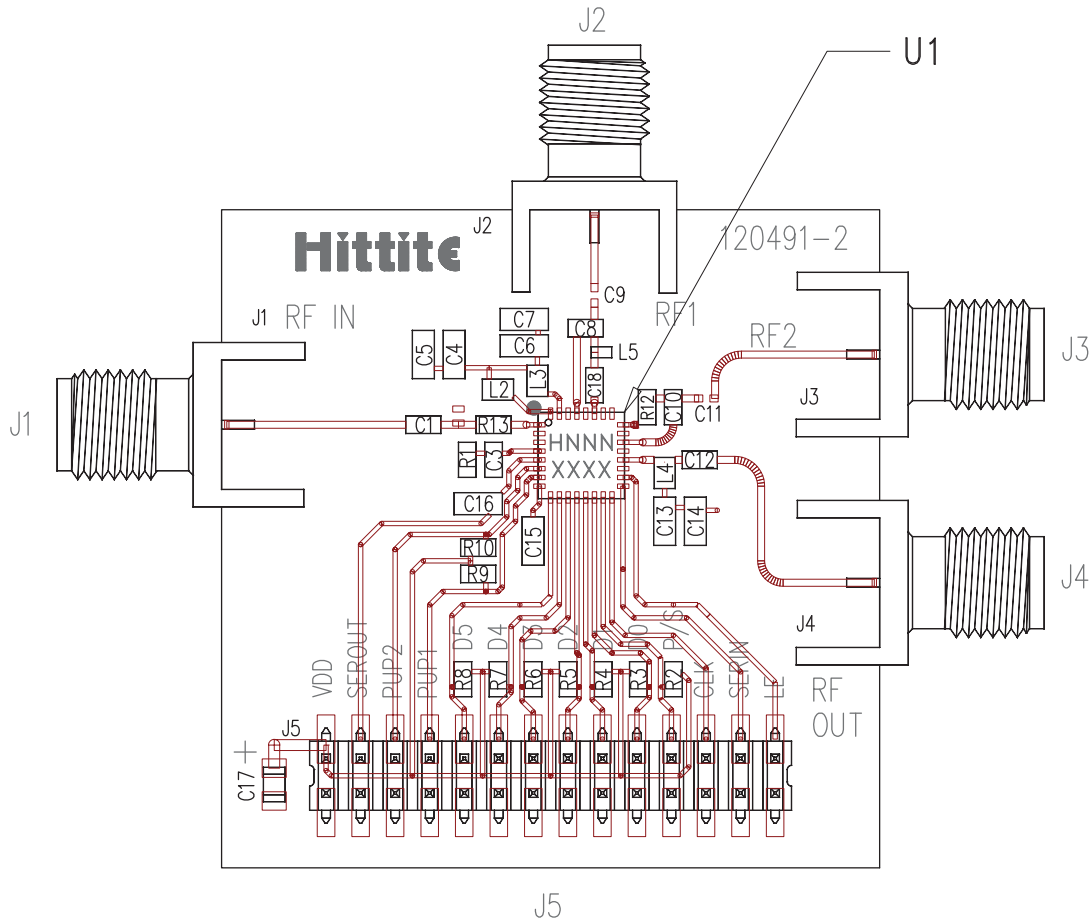 J2
U1
J2
Hittite
120491-2
J1 RF IN
C9
RF1
C7
C8
RF2
C6
L5
J3
C5
C4
L3
L2
C18
R12
C10
C11
J3
J1
C1
R13
HNNN
XXXX
R1
C3
L4
C12
C16
C15
C13
C14
R10
R9
J4
J4
VDD
SEROUT
PUP2
PUP1
D5
D4
D3
D2
D1
D0
P/S
CLK
SERIN
LE
R8
R7
R6
R5
R4
R3
R2
RF
OUT
J5
+
C17
J5